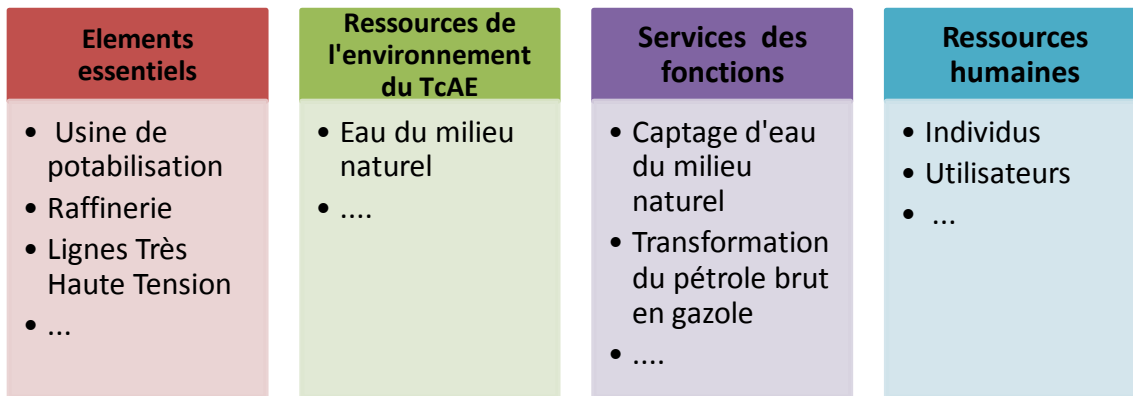 Elements
essentiels
• Usine de
potabilisation
• Raffinerie
• Lignes Très
Haute Tension
• ...
Ressources de
l'environnement
du TcAE
• Eau du milieu
naturel
• ....
Services des
fonctions
• Captage d'eau
du milieu
naturel
• Transformation
du pétrole brut
en gazole
• ....
Ressources
humaines
• Individus
• Utilisateurs
• ...